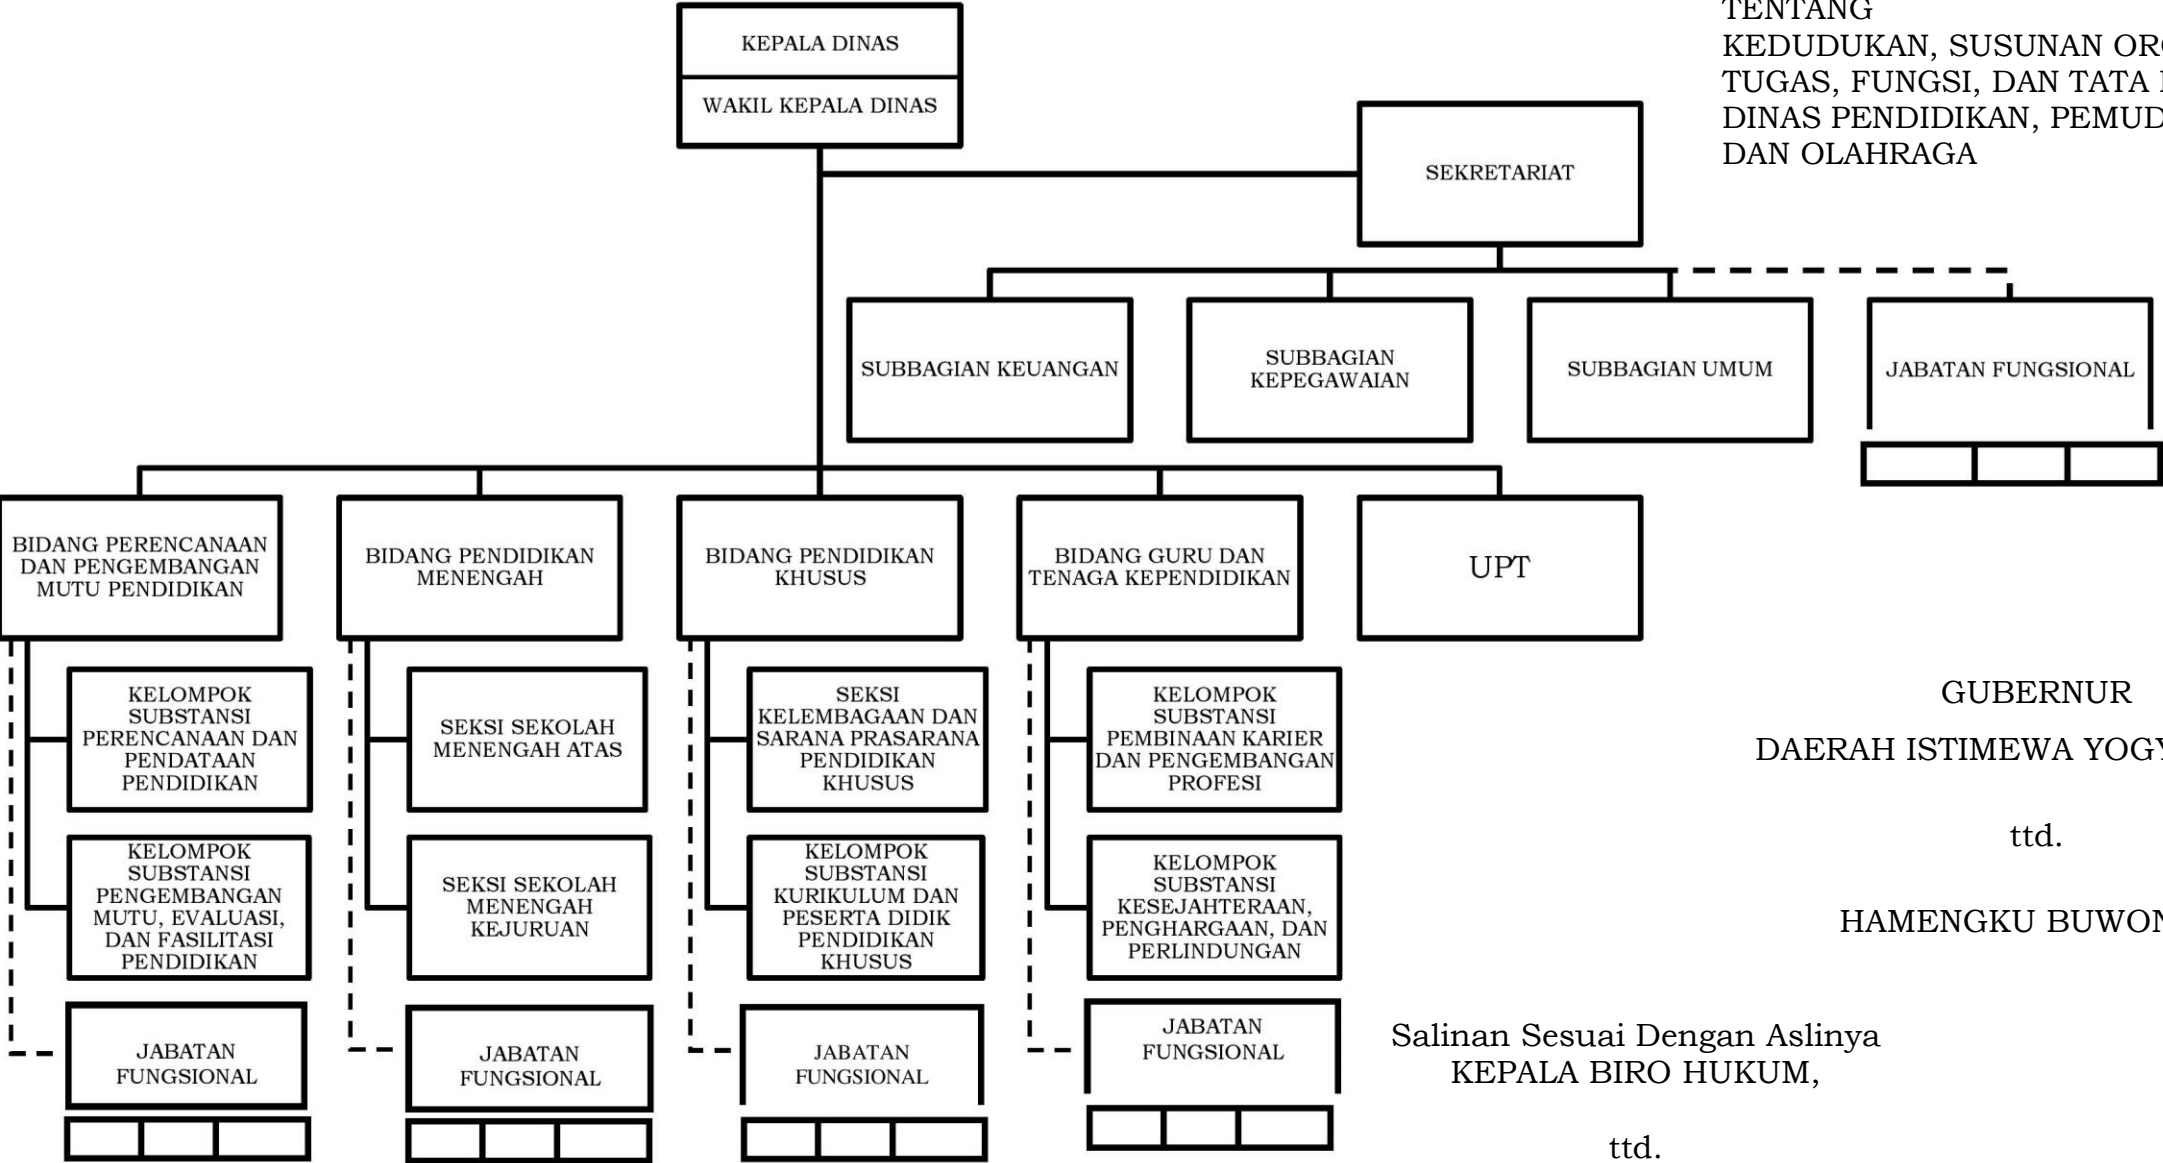 TENTANG
KEDUDUKAN, SUSUNAN
TUGAS, FUNGSI, DAN TATA
DINAS PENDIDIKAN,
DAN OLAHRAGA
KEPALA DINAS
WAKIL KEPALA DINAS
SEKRETARIAT
SUBBAGIAN KEUANGAN
SUBBAGIAN
KEPEGAWAIAN
SUBBAGIAN UMUM
JABATAN FUNGSIONAL
BIDANG PERENCANAAN
DAN PENGEMBANGAN
MUTU PENDIDIKAN
BIDANG PENDIDIKAN
MENENGAH
BIDANG PENDIDIKAN
KHUSUS
BIDANG GURU DAN
TENAGA KEPENDIDIKAN
UPT
KELOMPOK
SUBSTANSI
PERENCANAAN DAN
PENDATAAN
PENDIDIKAN
SEKSI SEKOLAH
MENENGAH ATAS
SEKSI
KELEMBAGAAN DAN
SARANA PRASARANA
PENDIDIKAN
KHUSUS
KELOMPOK
SUBSTANSI
PEMBINAAN KARIER
DAN PENGEMBANGAN
PROFESI
KELOMPOK
SUBSTANSI
PENGEMBANGAN
MUTU, EVALUASI,
DAN FASILITASI
PENDIDIKAN
SEKSI SEKOLAH
MENENGAH
KEJURUAN
KELOMPOK
SUBSTANSI
KURIKULUM DAN
PESERTA DIDIK
PENDIDIKAN
KHUSUS
KELOMPOK
SUBSTANSI
KESEJAHTERAAN,
PENGHARGAAN, DAN
PERLINDUNGAN
JABATAN
FUNGSIONAL
JABATAN
FUNGSIONAL
JABATAN
FUNGSIONAL
JABATAN
FUNGSIONAL
GUBERNUR
DAERAH ISTIMEWA
ttd.
HAMENGKU
Salinan Sesuai Dengan Aslinya
KEPALA BIRO HUKUM,
ttd.